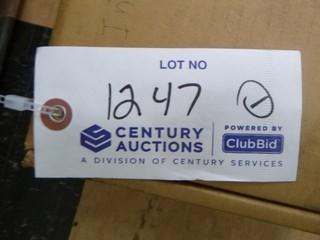 LOT NO
1247
CENTURY AUCTIONS
POWERED BY
ClubBid
A DIVISION OF CENTURY SERVICES